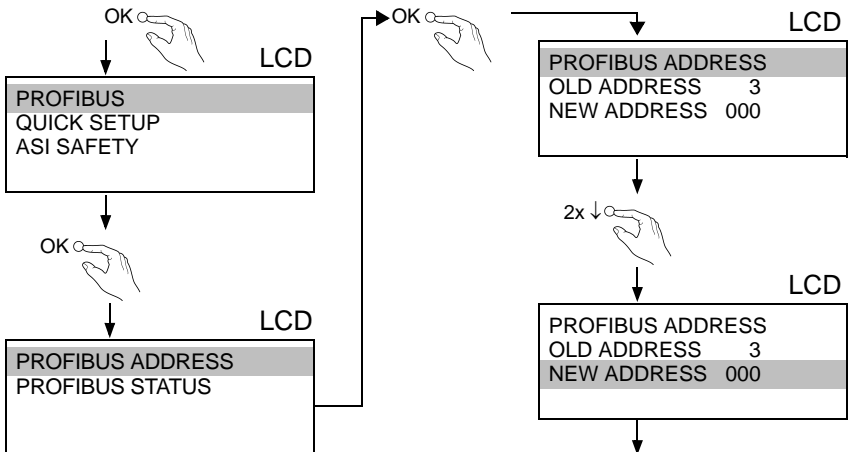 OK
LCD
PROFIBUS
QUICK SETUP
ASI SAFETY
OK
LCD
PROFIBUS ADDRESS
PROFIBUS STATUS
OK
LCD
PROFIBUS ADDRESS
OLD ADDRESS 3
NEW ADDRESS 000
2x ↓
LCD
PROFIBUS ADDRESS
OLD ADDRESS 3
NEW ADDRESS 000